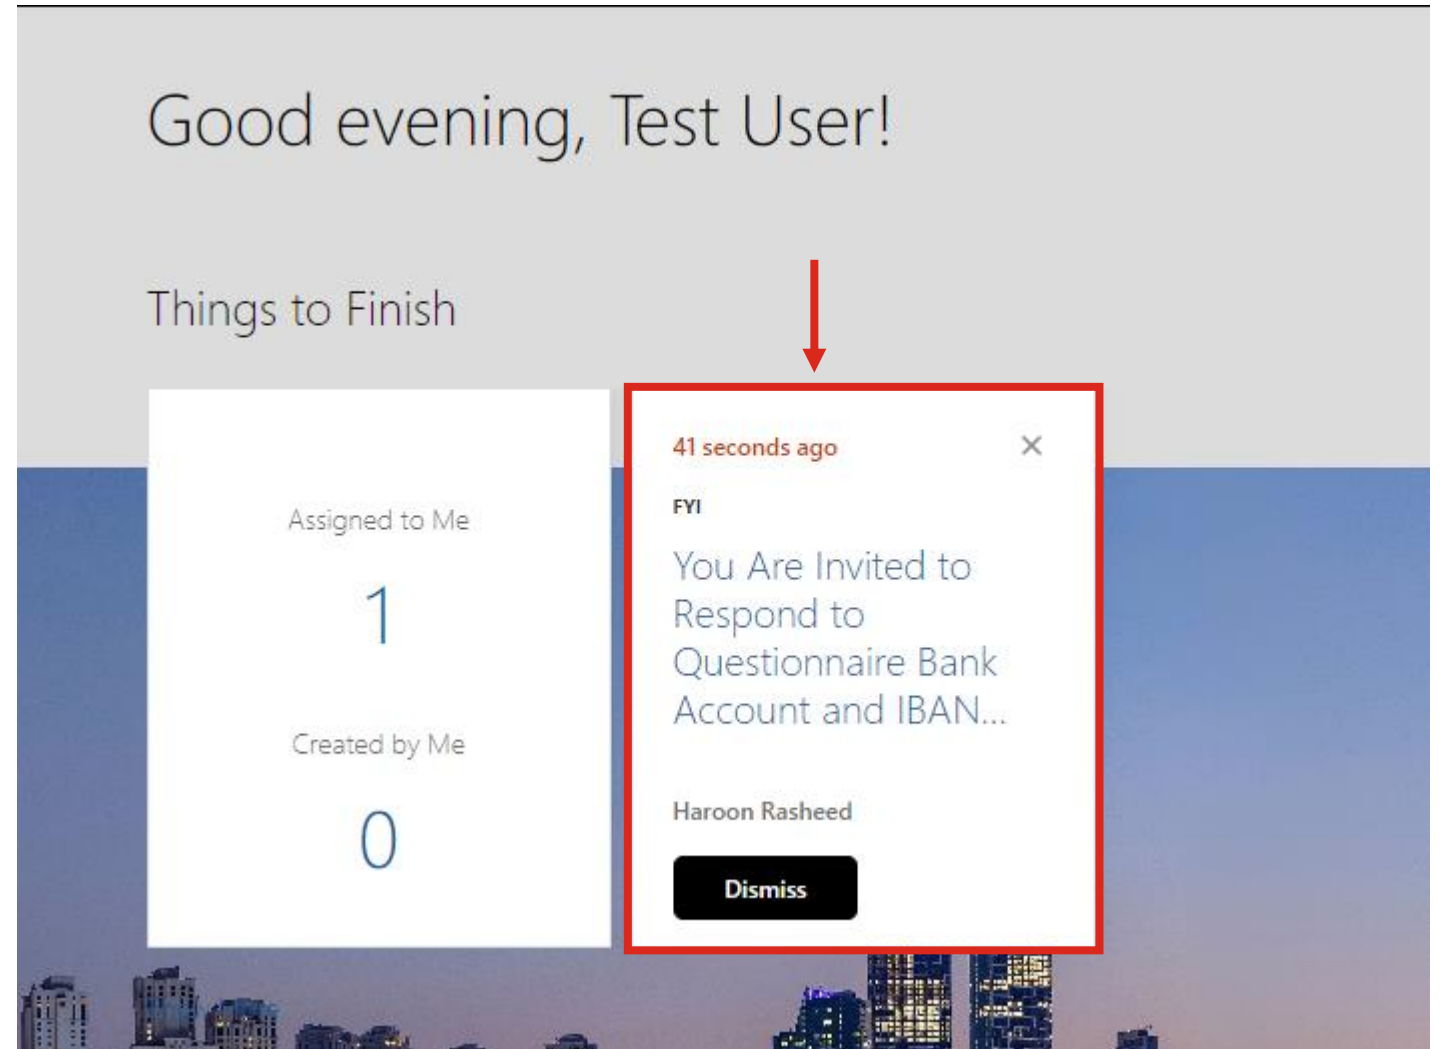 Good evening, Test User!
Things to Finish
Assigned to Me
1
Created by Me
0
41 seconds ago
FYI
You Are Invited to
Respond to
Questionnaire Bank
Account and IBAN...
Haroon Rasheed
Dismiss